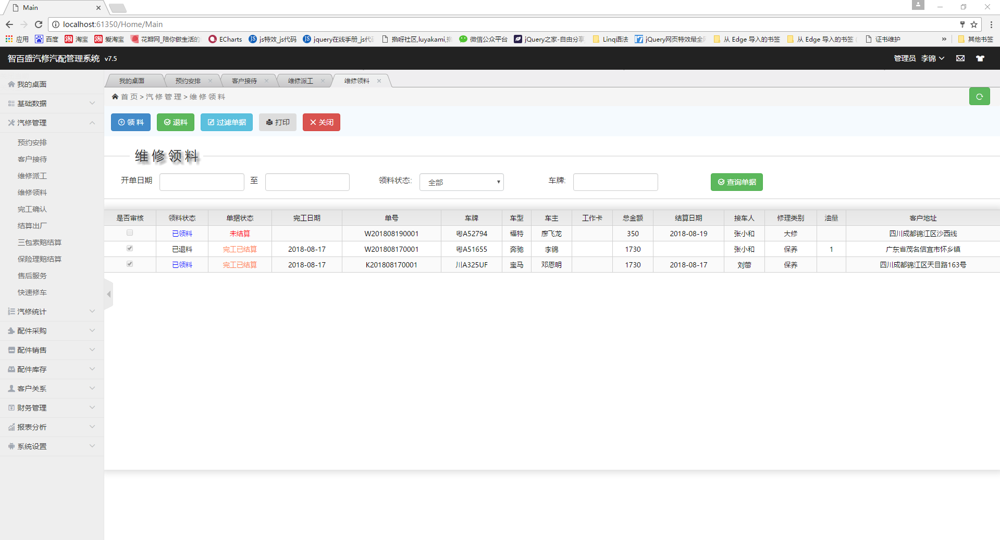 Main
localhost:61350/Home/Main
应用 百度 淘宝 爱淘宝 花瓣网_陪你做生活的 ECharts js特效_js代码 jquery在线手册_js代 撸呀社区,luyakami,撸 微信公众平台 jQuery之家-自由分享 Linq语法 jQuery网页特效最全 从 Edge 导入的书签 从 Edge 导入的书签 ( 证书维护 » 其他书签
智百盛汽修汽配管理系统 v7.5 管理员 李锦
我的桌面 预约安排 客户接待 维修派工 维修领料
首页>汽修管理>维修领料
领 料 退料 过滤单据 打印 关闭
维修领料
开单日期 至 领料状态: 全部 车牌: 查询单据
是否审核 领料状态 单据状态 完工日期 单号 车牌 车型 车主 工作卡 总金额 结算日期 接车人 修理类别 油量 客户地址
已领料 未结算 W201808190001 粤A52794 福特 廖飞龙 350 2018-08-19 张小和 大修 四川成都锦江区沙西线
已退料 完工已结算 2018-08-17 W201808170001 粤A51655 奔驰 李锦 1730 张小和 保养 1 广东省茂名信宜市怀乡镇
已领料 完工已结算 2018-08-17 K201808170001 川A325UF 宝马 邓恩明 1730 2018-08-17 刘蕾 保养 四川成都锦江区天目路163号
我的桌面
基础数据
汽修管理
预约安排
客户接待
维修派工
维修领料
完工确认
结算出厂
三包索赔结算
保险理赔结算
售后服务
快速修车
汽修统计
配件采购
配件销售
配件库存
客户关系
财务管理
报表分析
系统设置